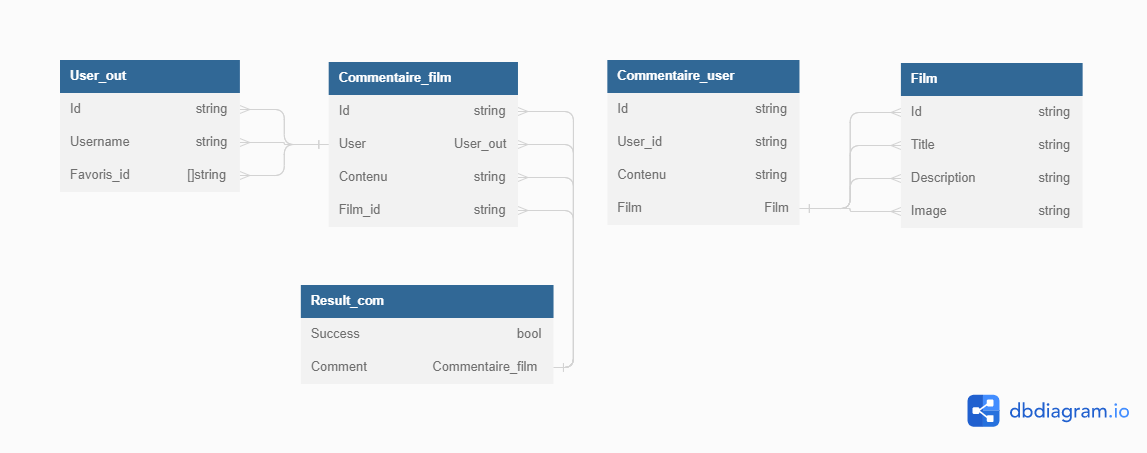 User_out
Id string
Username string
Favoris_id []string
Commentaire_film
Id string
User User_out
Contenu string
Film_id string
Commentaire_user
Id string
User_id string
Contenu string
Film Film
Film
Id string
Title string
Description string
Image string
Result_com
Success bool
Comment Commentaire_film
dbdiagram.io